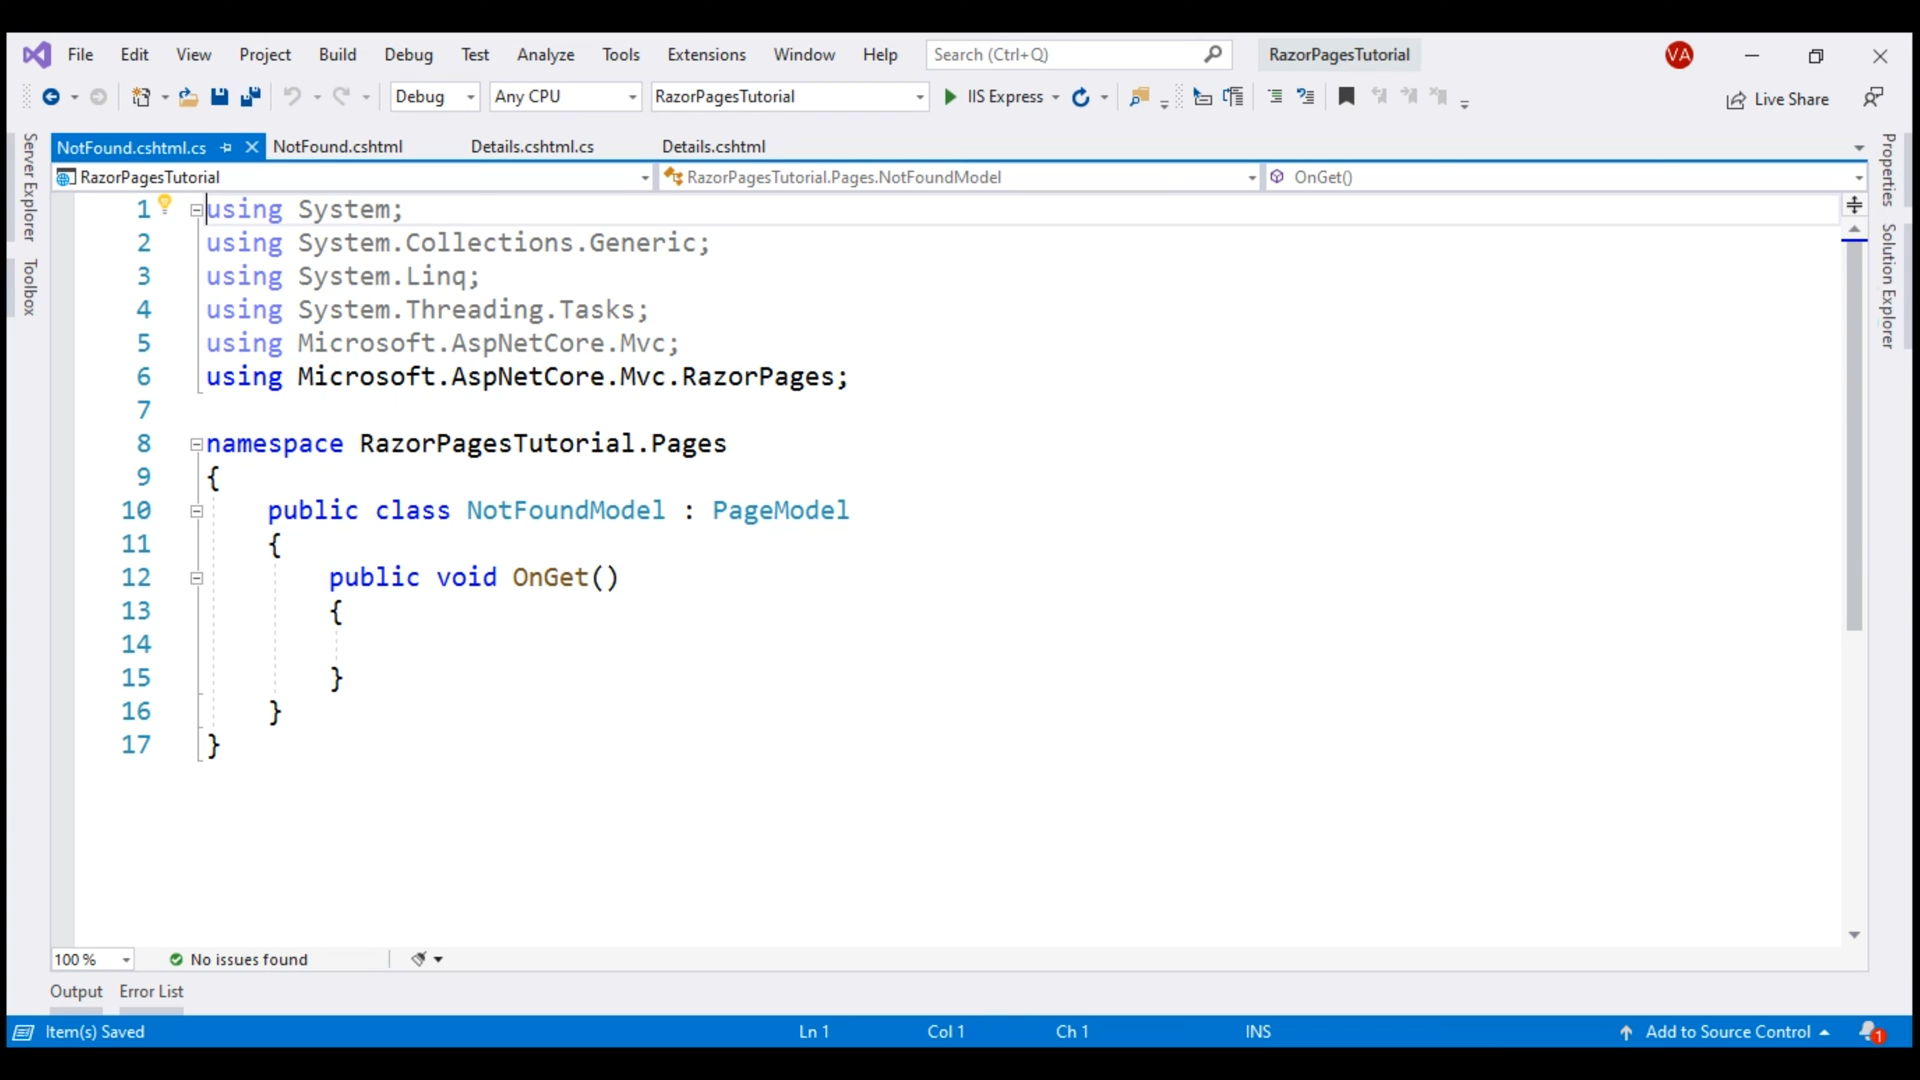 File Edit View Project Build Debug Test Analyze Tools Extensions Window Help Search (Ctrl+Q) RazorPagesTutorial VA
Debug Any CPU RazorPagesTutorial IIS Express Live Share
NotFound.cshtml.cs NotFound.cshtml Details.cshtml.cs Details.cshtml
RazorPagesTutorial RazorPagesTutorial.Pages.NotFoundModel OnGet()
Server Explorer
Toolbox
Properties
Solution Explorer
1 using System;
2 using System.Collections.Generic;
3 using System.Linq;
4 using System.Threading.Tasks;
5 using Microsoft.AspNetCore.Mvc;
6 using Microsoft.AspNetCore.Mvc.RazorPages;
7
8 namespace RazorPagesTutorial.Pages
9 {
10 public class NotFoundModel : PageModel
11 {
12 public void OnGet()
13 {
14
15 }
16 }
17 }
100 % No issues found
Output Error List
Item(s) Saved Ln 1 Col 1 Ch 1 INS Add to Source Control 1